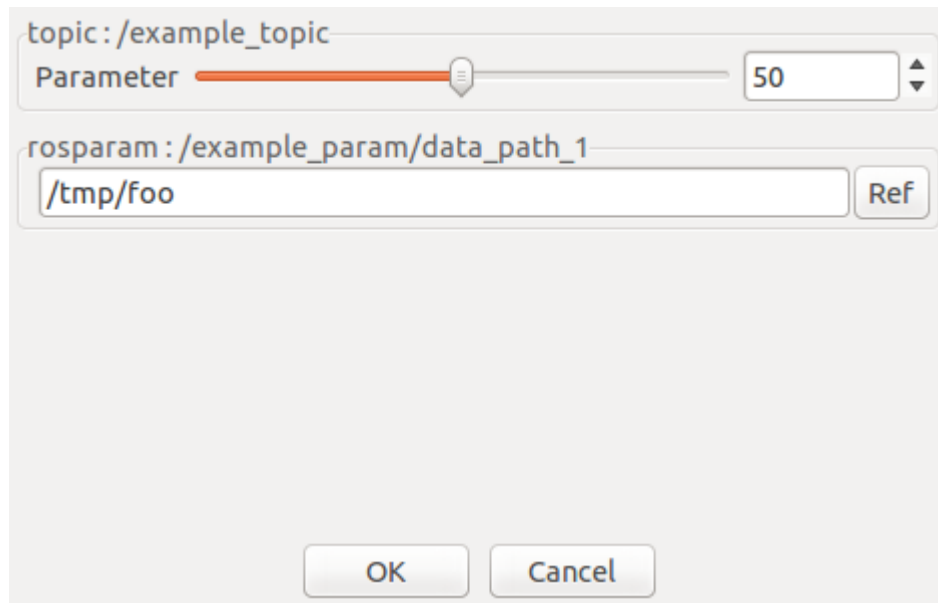 topic : /example_topic
Parameter 50
rosparam : /example_param/data_path_1
/tmp/foo Ref
OK Cancel